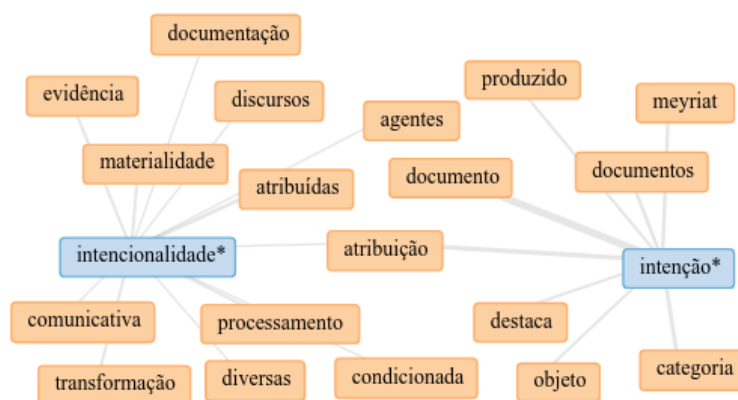 documentação
produzido
evidência
discursos
meyriat
agentes
materialidade
documentos
atribuídas
documento
intencionalidade*
atribuição
intenção*
comunicativa
processamento
destaca
transformação
diversas
condicionada
objeto
categoria